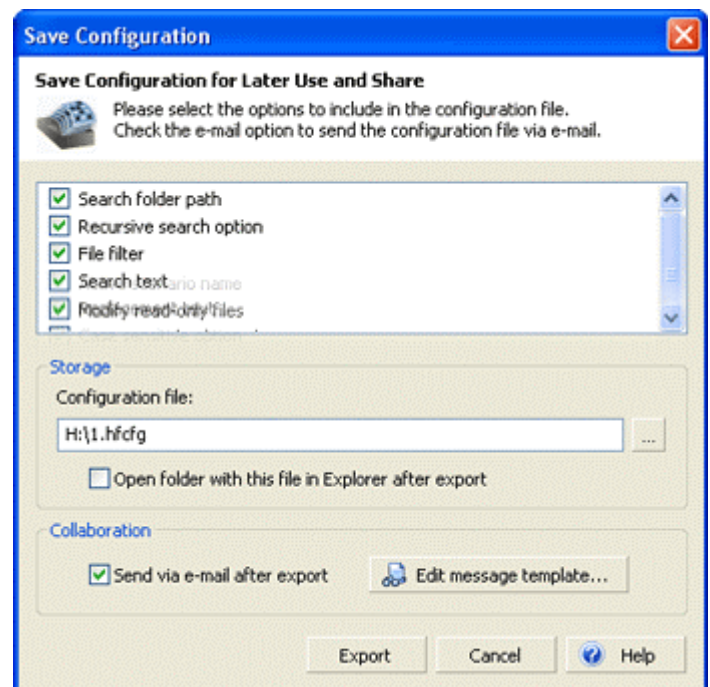 Save Configuration
Save Configuration for Later Use and Share
Please select the options to include in the configuration file.
Check the e-mail option to send the configuration file via e-mail.
Search folder path
Recursive search option
File filter
Search text
Modify read-only files
Storage
Configuration file:
H:\1.hfcfg
...
Open folder with this file in Explorer after export
Collaboration
Send via e-mail after export
Edit message template...
Export
Cancel
Help